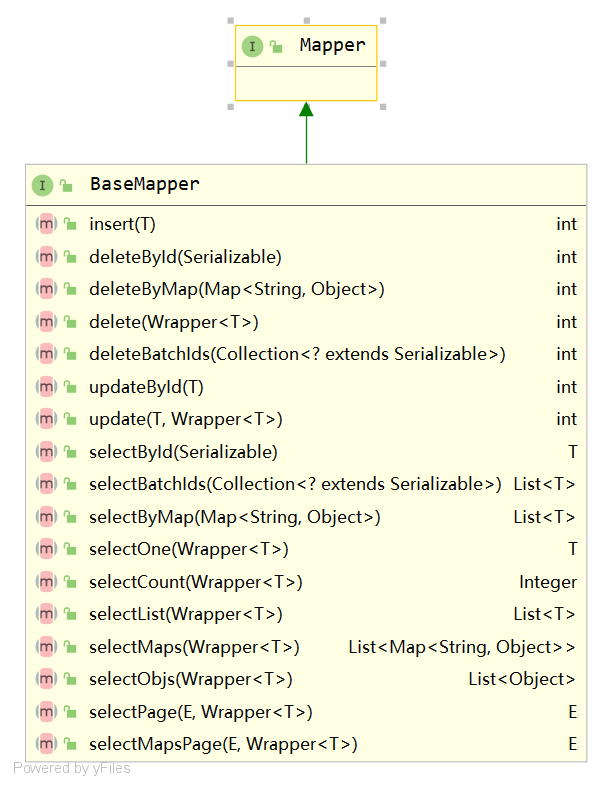 I Mapper
I BaseMapper
m insert(T) int
m deleteById(Serializable) int
m deleteByMap(Map<String, Object>) int
m delete(Wrapper<T>) int
m deleteBatchIds(Collection<? extends Serializable>) int
m updateById(T) int
m update(T, Wrapper<T>) int
m selectById(Serializable) T
m selectBatchIds(Collection<? extends Serializable>) List<T>
m selectByMap(Map<String, Object>) List<T>
m selectOne(Wrapper<T>) T
m selectCount(Wrapper<T>) Integer
m selectList(Wrapper<T>) List<T>
m selectMaps(Wrapper<T>) List<Map<String, Object>>
m selectObjs(Wrapper<T>) List<Object>
m selectPage(E, Wrapper<T>) E
m selectMapsPage(E, Wrapper<T>) E
Powered by yFiles